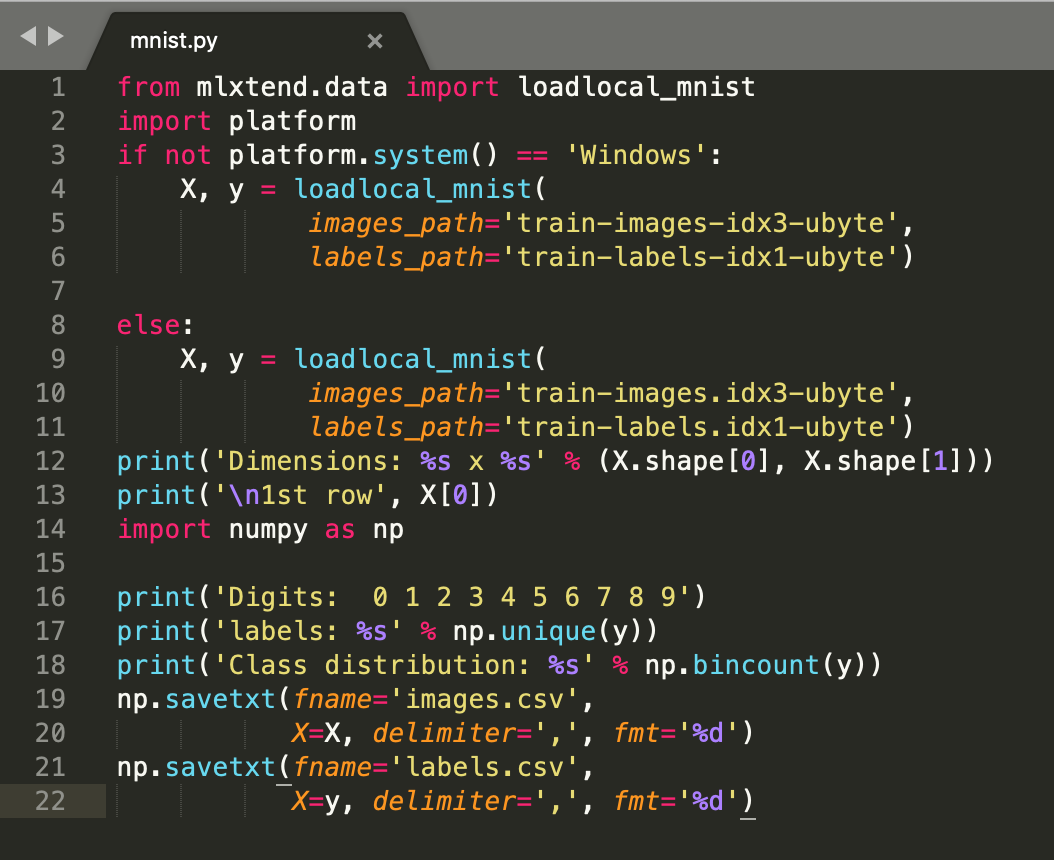 mnist.py ×
1 from mlxtend.data import loadlocal_mnist
2 import platform
3 if not platform.system() == 'Windows':
4     X, y = loadlocal_mnist(
5             images_path='train-images-idx3-ubyte',
6             labels_path='train-labels-idx1-ubyte')
7
8 else:
9     X, y = loadlocal_mnist(
10             images_path='train-images.idx3-ubyte',
11             labels_path='train-labels.idx1-ubyte')
12 print('Dimensions: %s x %s' % (X.shape[0], X.shape[1]))
13 print('\n1st row', X[0])
14 import numpy as np
15
16 print('Digits:  0 1 2 3 4 5 6 7 8 9')
17 print('labels: %s' % np.unique(y))
18 print('Class distribution: %s' % np.bincount(y))
19 np.savetxt(fname='images.csv',
20            X=X, delimiter=',', fmt='%d')
21 np.savetxt(fname='labels.csv',
22            X=y, delimiter=',', fmt='%d')